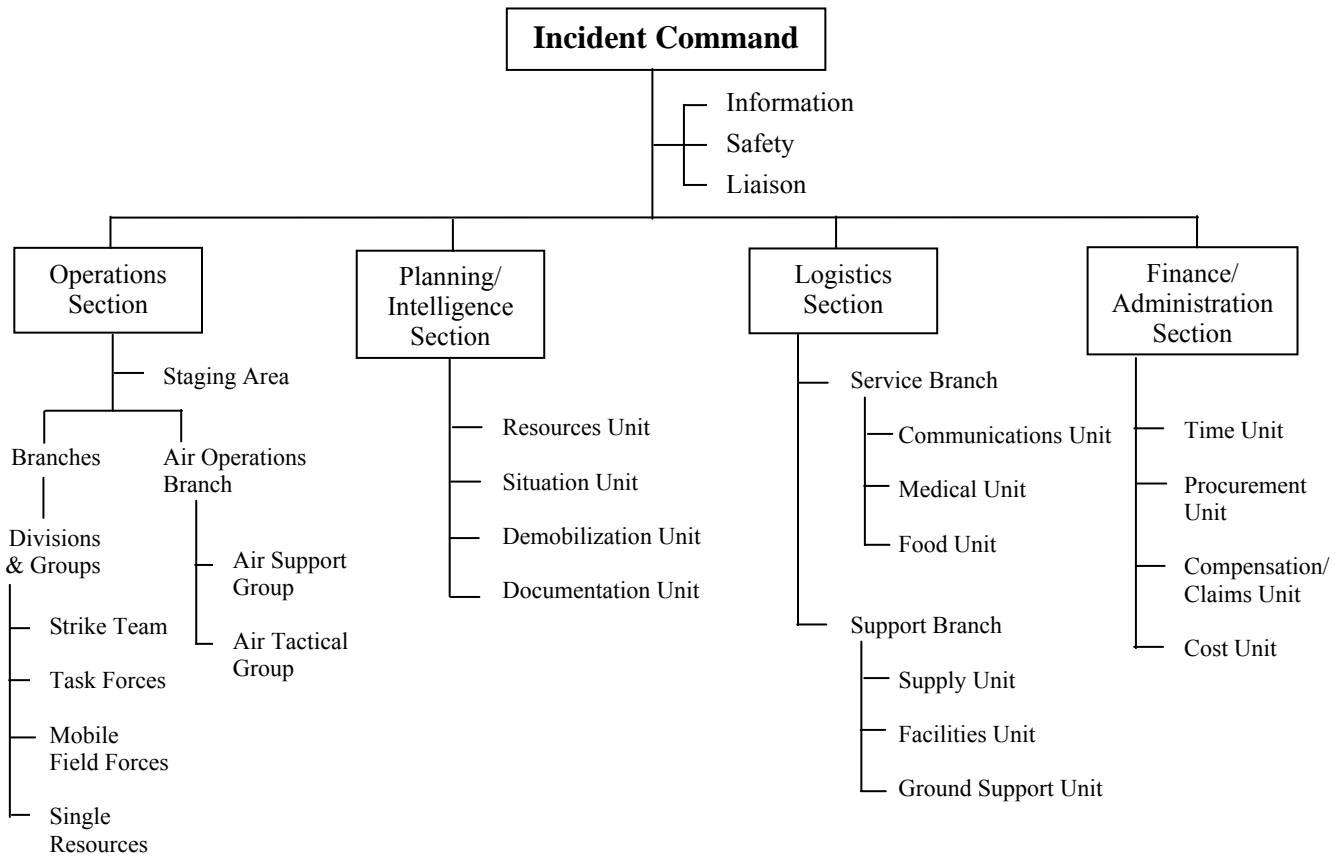 Incident Command
Information
Safety
Liaison
Operations
Section
Staging Area
Branches
Divisions
& Groups
Strike Team
Task Forces
Mobile
Field Forces
Single
Resources
Air Operations
Branch
Air Support
Group
Air Tactical
Group
Planning/
Intelligence
Section
Resources Unit
Situation Unit
Demobilization Unit
Documentation Unit
Logistics
Section
Service Branch
Communications Unit
Medical Unit
Food Unit
Support Branch
Supply Unit
Facilities Unit
Ground Support Unit
Finance/
Administration
Section
Time Unit
Procurement
Unit
Compensation/
Claims Unit
Cost Unit